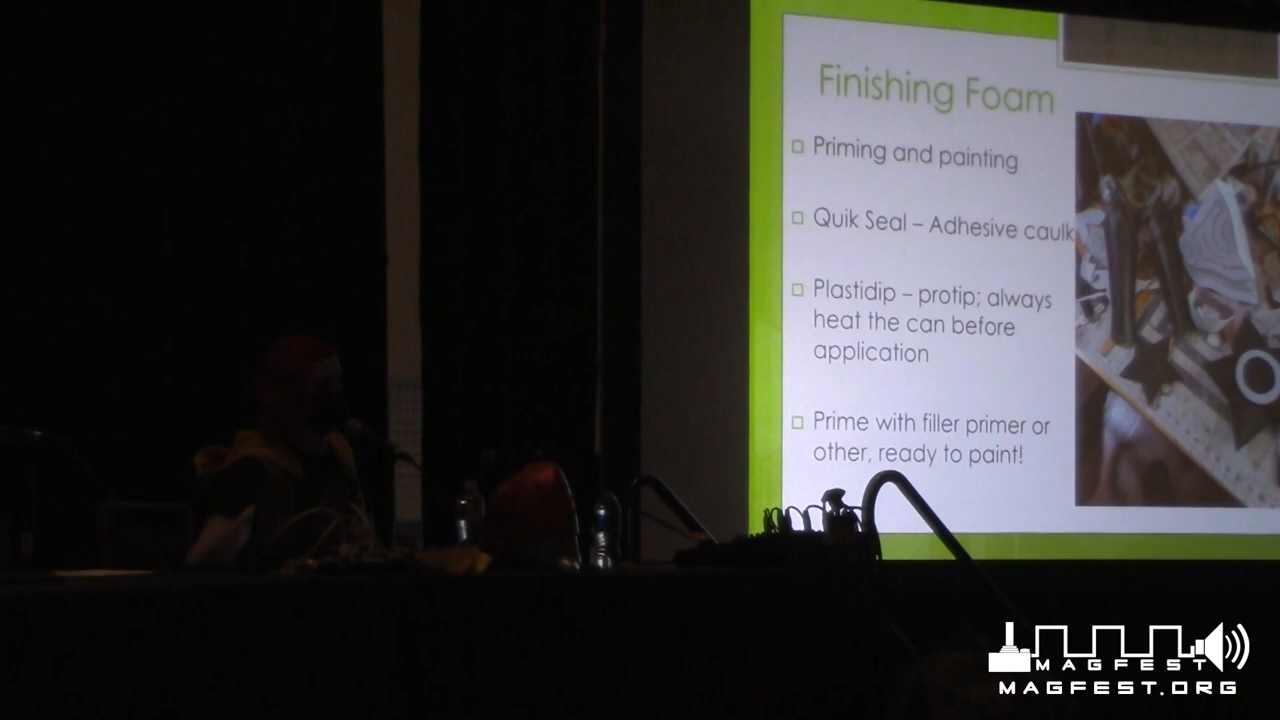 Finishing Foam
Priming and painting
Quik Seal – Adhesive caulk
Plastidip – protip; always
heat the can before
application
Prime with filler primer or
other, ready to paint!
MAGFEST
MAGFEST.ORG